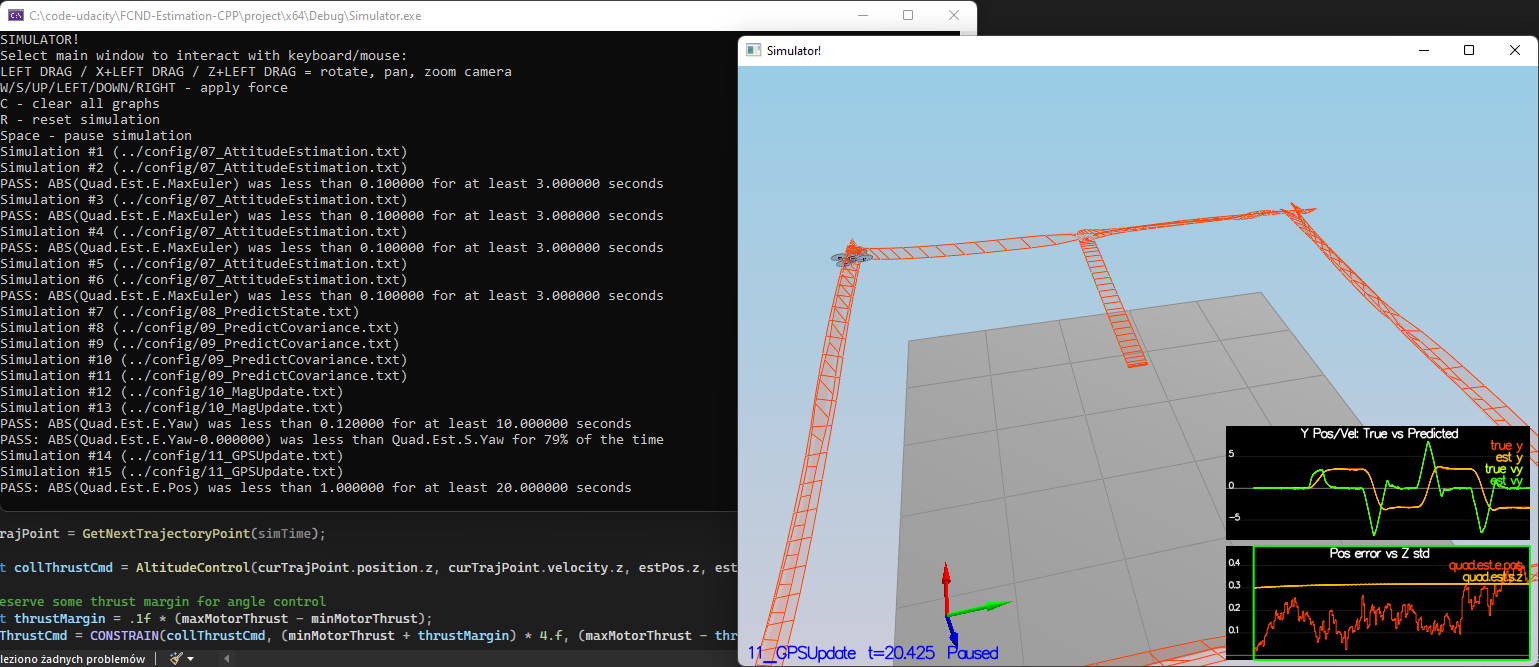 C:\code-udacity\FCND-Estimation-CPP\project\x64\Debug\Simulator.exe
SIMULATOR!
Select main window to interact with keyboard/mouse:
LEFT DRAG / X+LEFT DRAG / Z+LEFT DRAG = rotate, pan, zoom camera
W/S/UP/LEFT/DOWN/RIGHT - apply force
C - clear all graphs
R - reset simulation
Space - pause simulation
Simulation #1 (../config/07_AttitudeEstimation.txt)
Simulation #2 (../config/07_AttitudeEstimation.txt)
PASS: ABS(Quad.Est.E.MaxEuler) was less than 0.100000 for at least 3.000000 seconds
Simulation #3 (../config/07_AttitudeEstimation.txt)
PASS: ABS(Quad.Est.E.MaxEuler) was less than 0.100000 for at least 3.000000 seconds
Simulation #4 (../config/07_AttitudeEstimation.txt)
PASS: ABS(Quad.Est.E.MaxEuler) was less than 0.100000 for at least 3.000000 seconds
Simulation #5 (../config/07_AttitudeEstimation.txt)
Simulation #6 (../config/07_AttitudeEstimation.txt)
PASS: ABS(Quad.Est.E.MaxEuler) was less than 0.100000 for at least 3.000000 seconds
Simulation #7 (../config/08_PredictState.txt)
Simulation #8 (../config/09_PredictCovariance.txt)
Simulation #9 (../config/09_PredictCovariance.txt)
Simulation #10 (../config/09_PredictCovariance.txt)
Simulation #11 (../config/09_PredictCovariance.txt)
Simulation #12 (../config/10_MagUpdate.txt)
Simulation #13 (../config/10_MagUpdate.txt)
PASS: ABS(Quad.Est.E.Yaw) was less than 0.120000 for at least 10.000000 seconds
PASS: ABS(Quad.Est.E.Yaw-0.000000) was less than Quad.Est.S.Yaw for 79% of the time
Simulation #14 (../config/11_GPSUpdate.txt)
Simulation #15 (../config/11_GPSUpdate.txt)
PASS: ABS(Quad.Est.E.Pos) was less than 1.000000 for at least 20.000000 seconds
rajPoint = GetNextTrajectoryPoint(simTime);
t collThrustCmd = AltitudeControl(curTrajPoint.position.z, curTrajPoint.velocity.z, estPos.z, est
eserve some thrust margin for angle control
t thrustMargin = .1f * (maxMotorThrust - minMotorThrust);
ThrustCmd = CONSTRAIN(collThrustCmd, (minMotorThrust + thrustMargin) * 4.f, (maxMotorThrust - thr
leziono żadnych problemów
Simulator!
Y Pos/Vel: True vs Predicted
true y
est y
true vy
est vy
5
0
-5
Pos error vs Z std
quad.est.e.pos
quad.est.s.z
0.4
0.3
0.2
0.1
11_GPSUpdate t=20.425 Paused